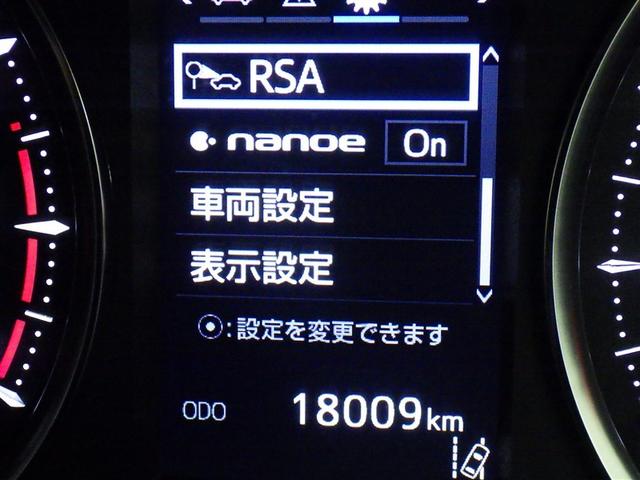 RSA
nanoe On
車両設定
表示設定
:設定を変更できます
ODO 18009km